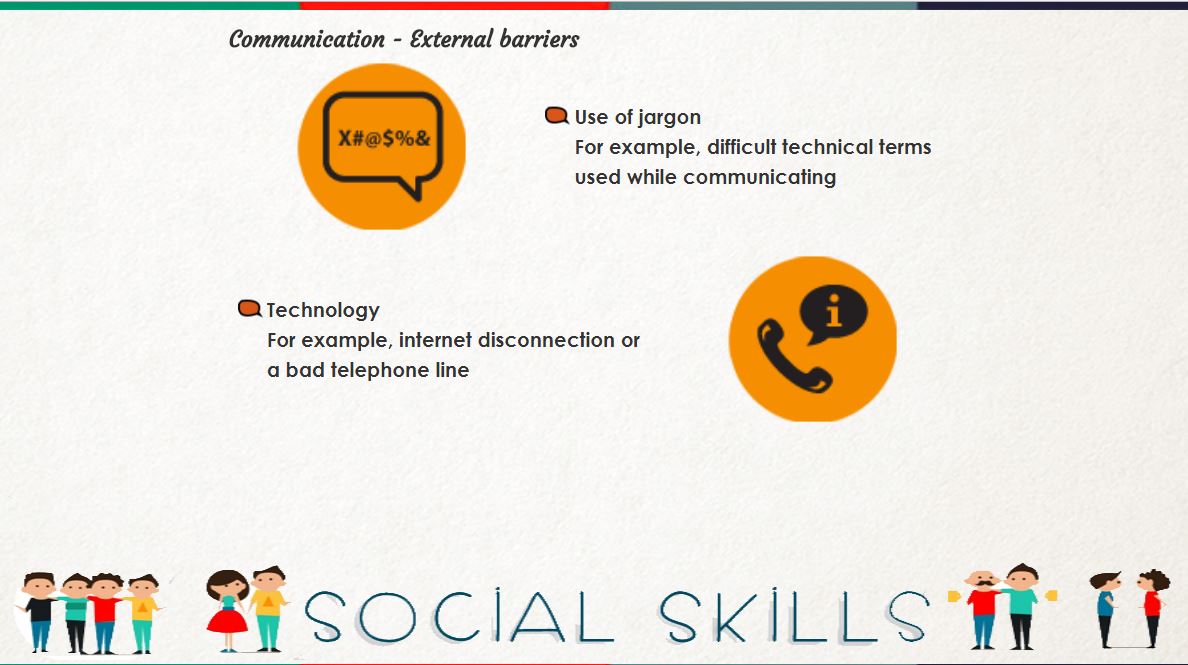 Communication - External barriers
X#@$%&
Use of jargon
For example, difficult technical terms
used while communicating
Technology
For example, internet disconnection or
a bad telephone line
i
SOCIAL SKILLS